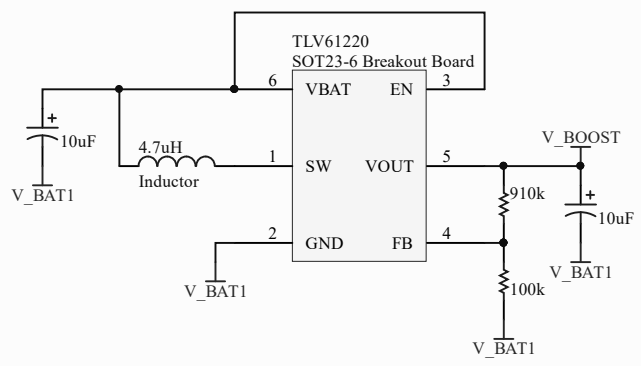 TLV61220
SOT23-6 Breakout Board
6 VBAT EN 3
+
10uF
V_BAT1
4.7uH
Inductor
1 SW VOUT 5
V_BOOST
910k
+
10uF
2 GND FB 4
V_BAT1
V_BAT1
100k
V_BAT1